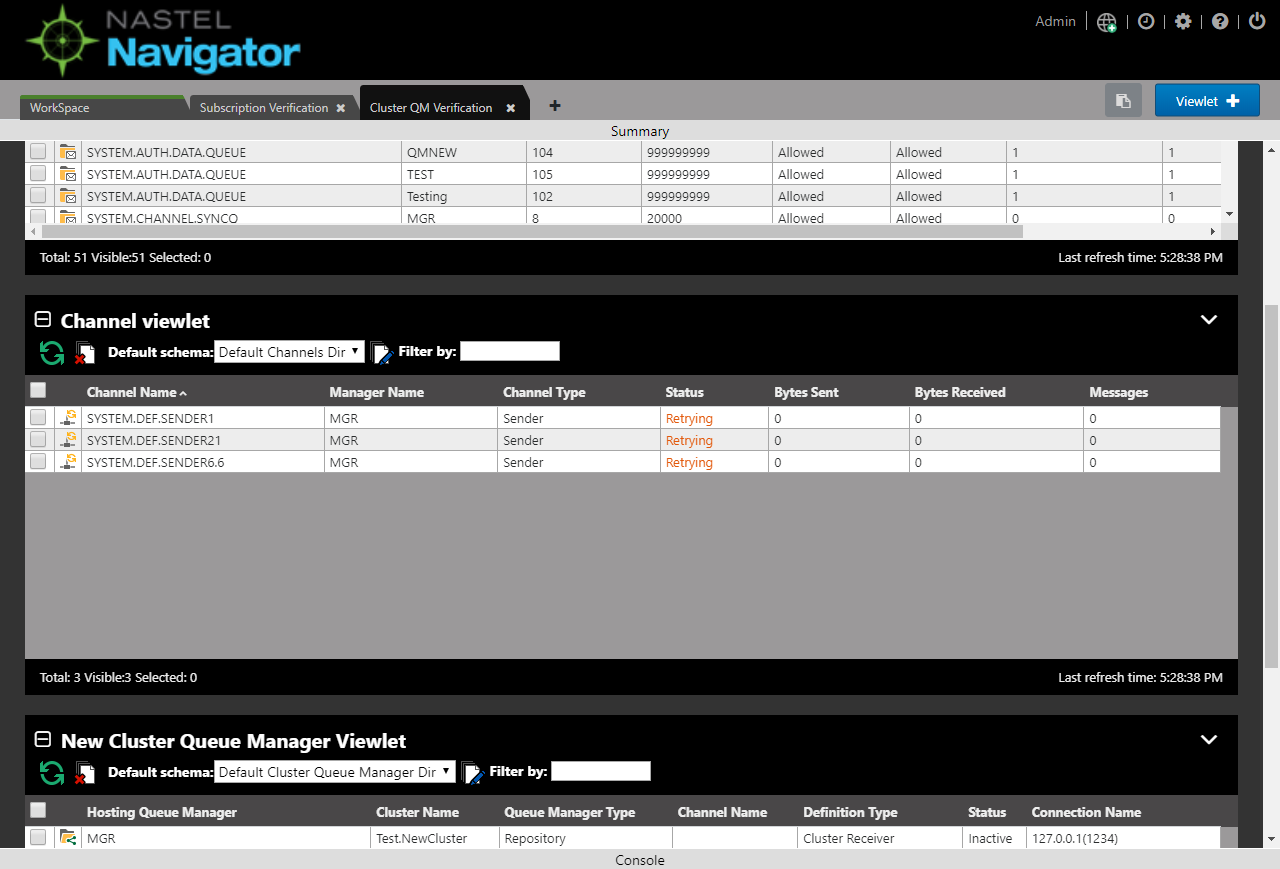 NASTEL
Navigator
Admin
WorkSpace Subscription Verification Cluster QM Verification Viewlet
Summary
SYSTEM.AUTH.DATA.QUEUE QMNEW 104 999999999 Allowed Allowed 1 1
SYSTEM.AUTH.DATA.QUEUE TEST 105 999999999 Allowed Allowed 1 1
SYSTEM.AUTH.DATA.QUEUE Testing 102 999999999 Allowed Allowed 1 1
SYSTEM.CHANNEL.SYNCQ MGR 8 20000 Allowed Allowed 0 0
Total: 51 Visible:51 Selected: 0 Last refresh time: 5:28:38 PM
Channel viewlet
Default schema: Default Channels Dir Filter by:
Channel Name Manager Name Channel Type Status Bytes Sent Bytes Received Messages
SYSTEM.DEF.SENDER1 MGR Sender Retrying 0 0 0
SYSTEM.DEF.SENDER21 MGR Sender Retrying 0 0 0
SYSTEM.DEF.SENDER6.6 MGR Sender Retrying 0 0 0
Total: 3 Visible:3 Selected: 0 Last refresh time: 5:28:38 PM
New Cluster Queue Manager Viewlet
Default schema: Default Cluster Queue Manager Dir Filter by:
Hosting Queue Manager Cluster Name Queue Manager Type Channel Name Definition Type Status Connection Name
MGR Test.NewCluster Repository Cluster Receiver Inactive 127.0.0.1(1234)
Console